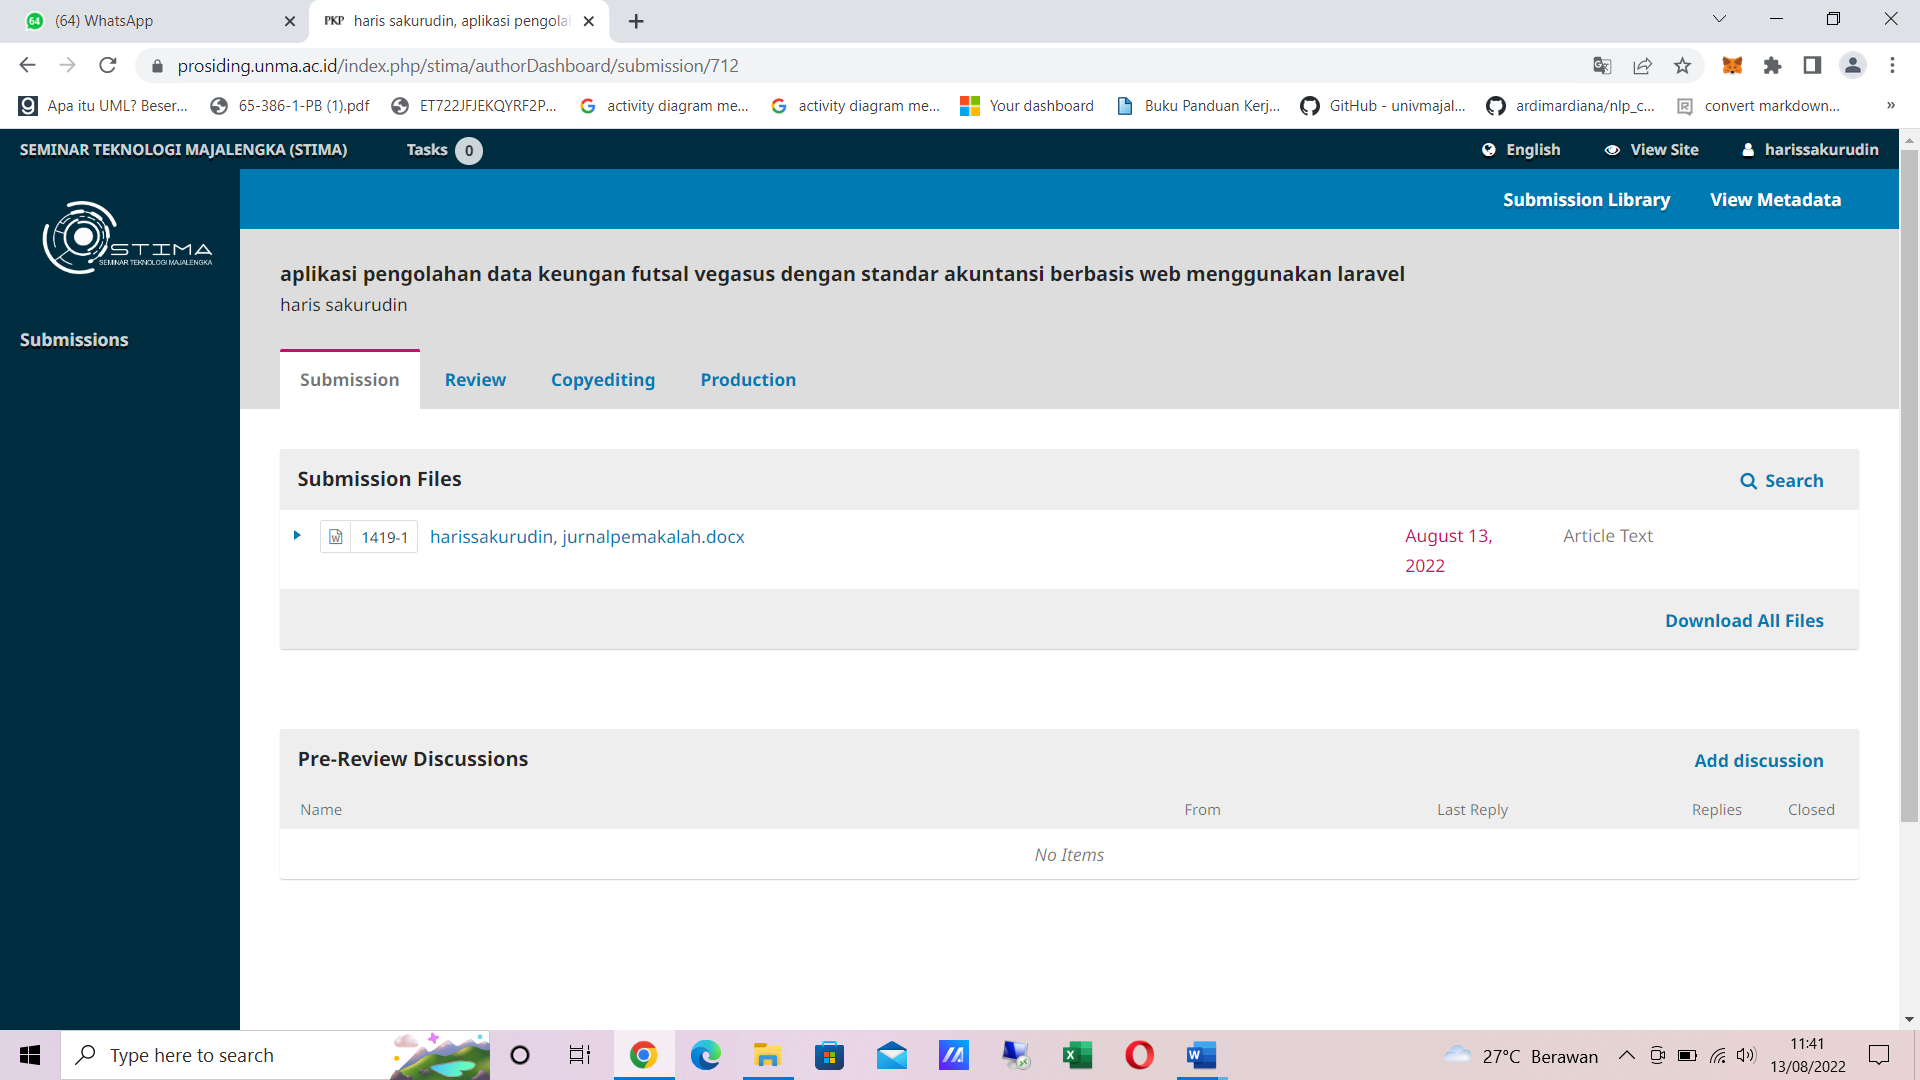 (64) WhatsApp
PKP haris sakurudin, aplikasi pengola
prosiding.unma.ac.id/index.php/stima/authorDashboard/submission/712
Apa itu UML? Beser... 65-386-1-PB (1).pdf ET722JFJEKQYRF2P... activity diagram me... activity diagram me... Your dashboard Buku Panduan Kerj... GitHub - univmajal... ardimardiana/nlp_c... convert markdown... »
SEMINAR TEKNOLOGI MAJALENGKA (STIMA) Tasks 0 English View Site harissakurudin
Submission Library View Metadata
STIMA
SEMINAR TEKNOLOGI MAJALENGKA
Submissions
aplikasi pengolahan data keungan futsal vegasus dengan standar akuntansi berbasis web menggunakan laravel
haris sakurudin
Submission Review Copyediting Production
Submission Files Search
1419-1 harissakurudin, jurnalpemakalah.docx August 13, 2022 Article Text
Download All Files
Pre-Review Discussions Add discussion
Name From Last Reply Replies Closed
No Items
Type here to search
27°C Berawan
11:41
13/08/2022